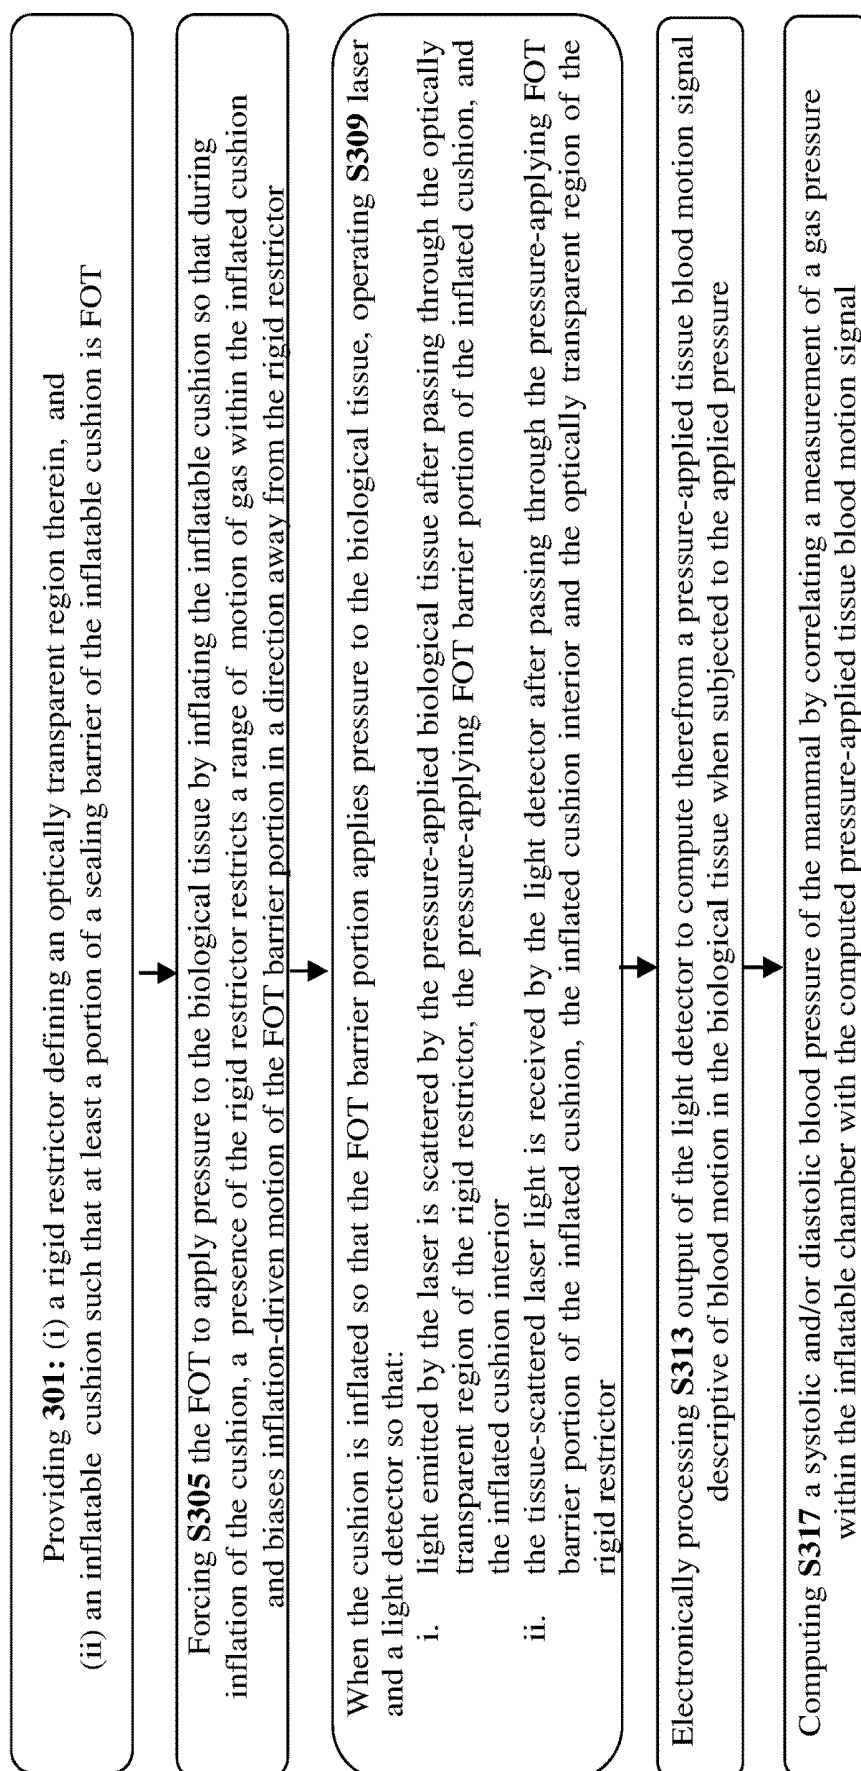 Providing 301: (i) a rigid restrictor defining an optically transparent region therein, and
(ii) an inflatable cushion such that at least a portion of a sealing barrier of the inflatable cushion is FOT
Forcing S305 the FOT to apply pressure to the biological tissue by inflating the inflatable cushion so that during
inflation of the cushion, a presence of the rigid restrictor restricts a range of motion of gas within the inflated cushion
and biases inflation-driven motion of the FOT barrier portion in a direction away from the rigid restrictor
When the cushion is inflated so that the FOT barrier portion applies pressure to the biological tissue, operating S309 laser
and a light detector so that:
i. light emitted by the laser is scattered by the pressure-applied biological tissue after passing through the optically
transparent region of the rigid restrictor, the pressure-applying FOT barrier portion of the inflated cushion, and
the inflated cushion interior
ii. the tissue-scattered laser light is received by the light detector after passing through the pressure-applying FOT
barrier portion of the inflated cushion, the inflated cushion interior and the optically transparent region of the
rigid restrictor
Electronically processing S313 output of the light detector to compute therefrom a pressure-applied tissue blood motion signal
descriptive of blood motion in the biological tissue when subjected to the applied pressure
Computing S317 a systolic and/or diastolic blood pressure of the mammal by correlating a measurement of a gas pressure
within the inflatable chamber with the computed pressure-applied tissue blood motion signal